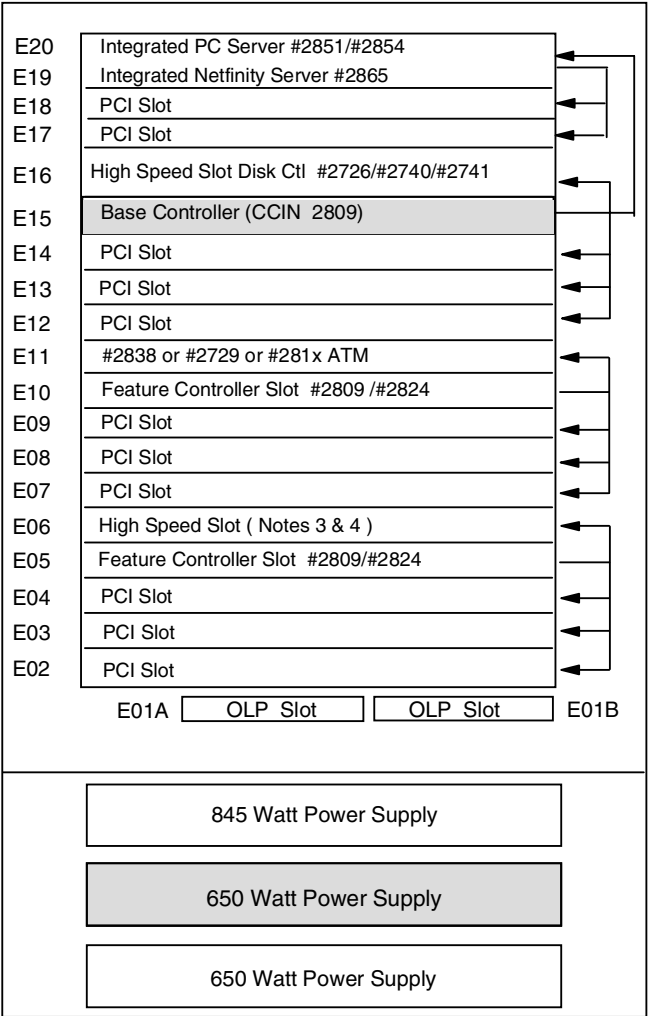 E20 Integrated PC Server #2851/#2854
E19 Integrated Netfinity Server #2865
E18 PCI Slot
E17 PCI Slot
E16 High Speed Slot Disk Ctl #2726/#2740/#2741
E15 Base Controller (CCIN 2809)
E14 PCI Slot
E13 PCI Slot
E12 PCI Slot
E11 #2838 or #2729 or #281x ATM
E10 Feature Controller Slot #2809 /#2824
E09 PCI Slot
E08 PCI Slot
E07 PCI Slot
E06 High Speed Slot ( Notes 3 & 4 )
E05 Feature Controller Slot #2809/#2824
E04 PCI Slot
E03 PCI Slot
E02 PCI Slot
E01A OLP Slot OLP Slot E01B
845 Watt Power Supply
650 Watt Power Supply
650 Watt Power Supply